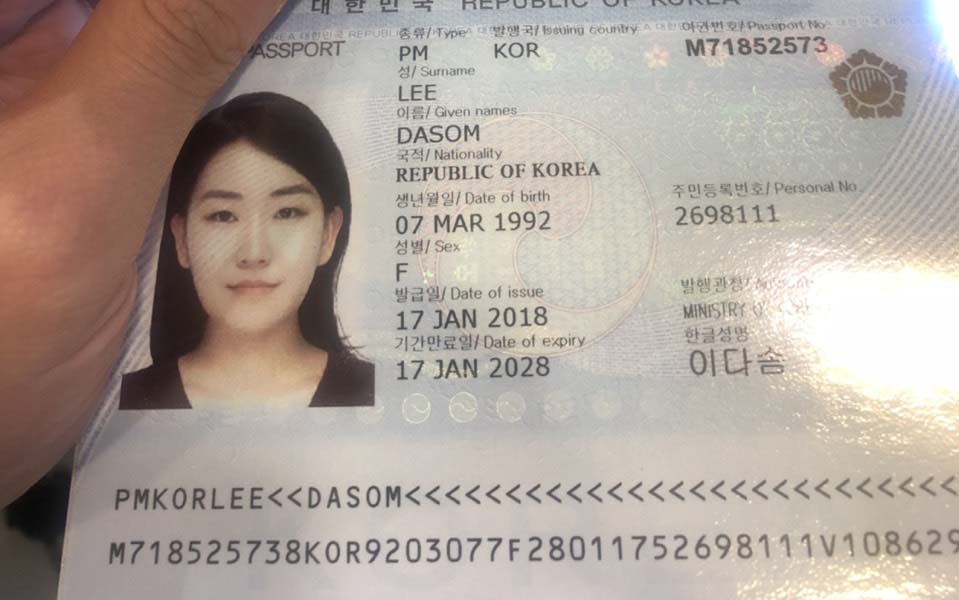 대한민국 REPUBLIC OF KOREA
PASSPORT
종류/ Type 발행국/ Issuing country 여권번호/ Passport No.
PM KOR M71852573
성/ Surname
LEE
이름/ Given names
DASOM
국적/ Nationality
REPUBLIC OF KOREA
생년월일/ Date of birth 주민등록번호/ Personal No.
07 MAR 1992 2698111
성별/ Sex
F
발급일/ Date of issue 발행관청/
17 JAN 2018 MINISTRY
기간만료일/ Date of expiry 한글성명
17 JAN 2028 이다솜
PMKORLEE<<DASOM<<<<<<<<<<<<<<<<<<<<<<<<<<<<
M718525738KOR9203077F28011752698111V108629